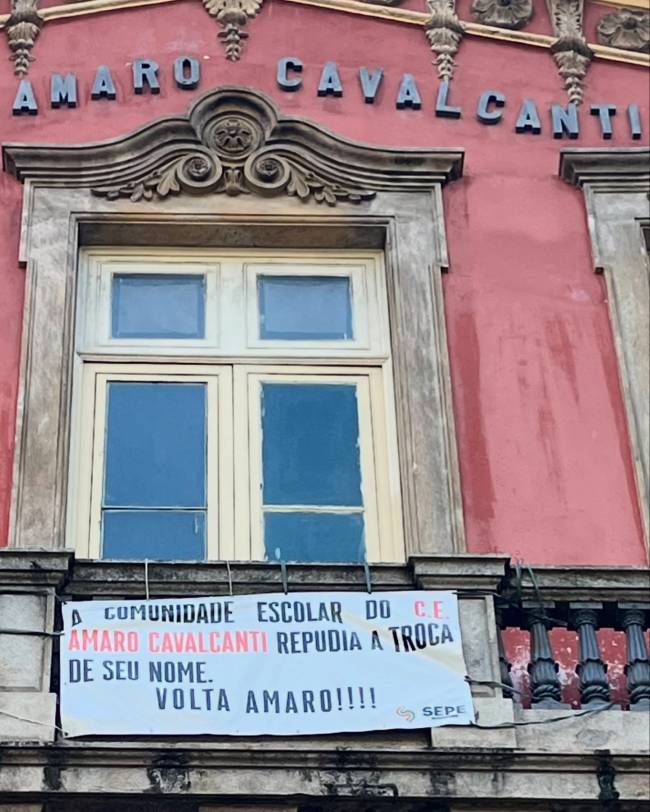 AMARO CAVALCANTI
A COMUNIDADE ESCOLAR DO C.E.
AMARO CAVALCANTI REPUDIA A TROCA
DE SEU NOME.
VOLTA AMARO!!!!
SEPE